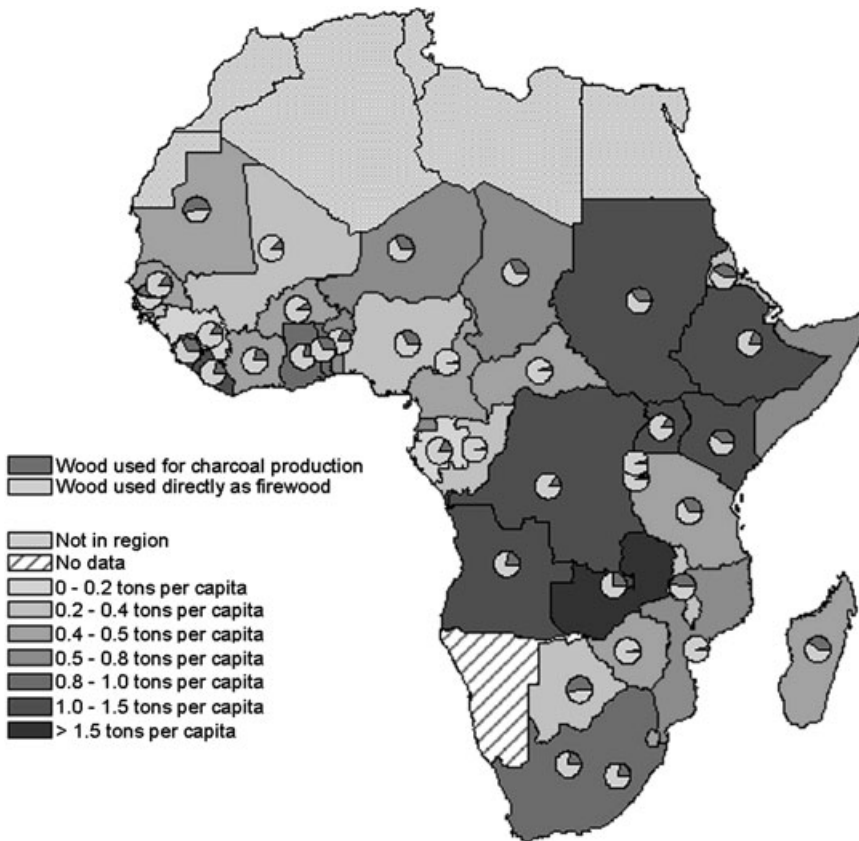 Wood used for charcoal production
Wood used directly as firewood
Not in region
No data
0 - 0.2 tons per capita
0.2 - 0.4 tons per capita
0.4 - 0.5 tons per capita
0.5 - 0.8 tons per capita
0.8 - 1.0 tons per capita
1.0 - 1.5 tons per capita
> 1.5 tons per capita